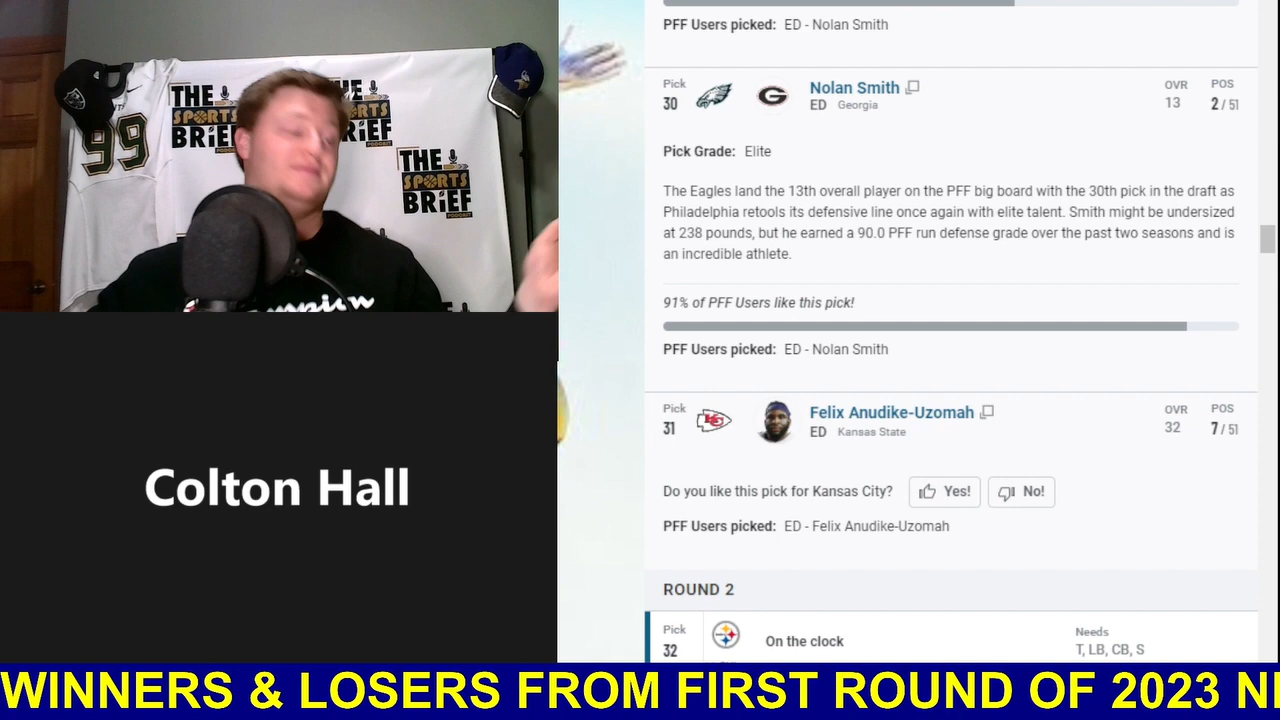 THE
SPORTS
BRIEF
PODCAST
THE
SPORTS
BRIEF
PODCAST
99
Colton Hall
PFF Users picked: ED - Nolan Smith
Pick
30
Nolan Smith
ED Georgia
OVR
13
POS
2 / 51
Pick Grade: Elite
The Eagles land the 13th overall player on the PFF big board with the 30th pick in the draft as
Philadelphia retools its defensive line once again with elite talent. Smith might be undersized
at 238 pounds, but he earned a 90.0 PFF run defense grade over the past two seasons and is
an incredible athlete.
91% of PFF Users like this pick!
PFF Users picked: ED - Nolan Smith
Pick
31
Felix Anudike-Uzomah
ED Kansas State
OVR
32
POS
7 / 51
Do you like this pick for Kansas City? Yes! No!
PFF Users picked: ED - Felix Anudike-Uzomah
ROUND 2
Pick
32
On the clock
Needs
T, LB, CB, S
WINNERS & LOSERS FROM FIRST ROUND OF 2023 N